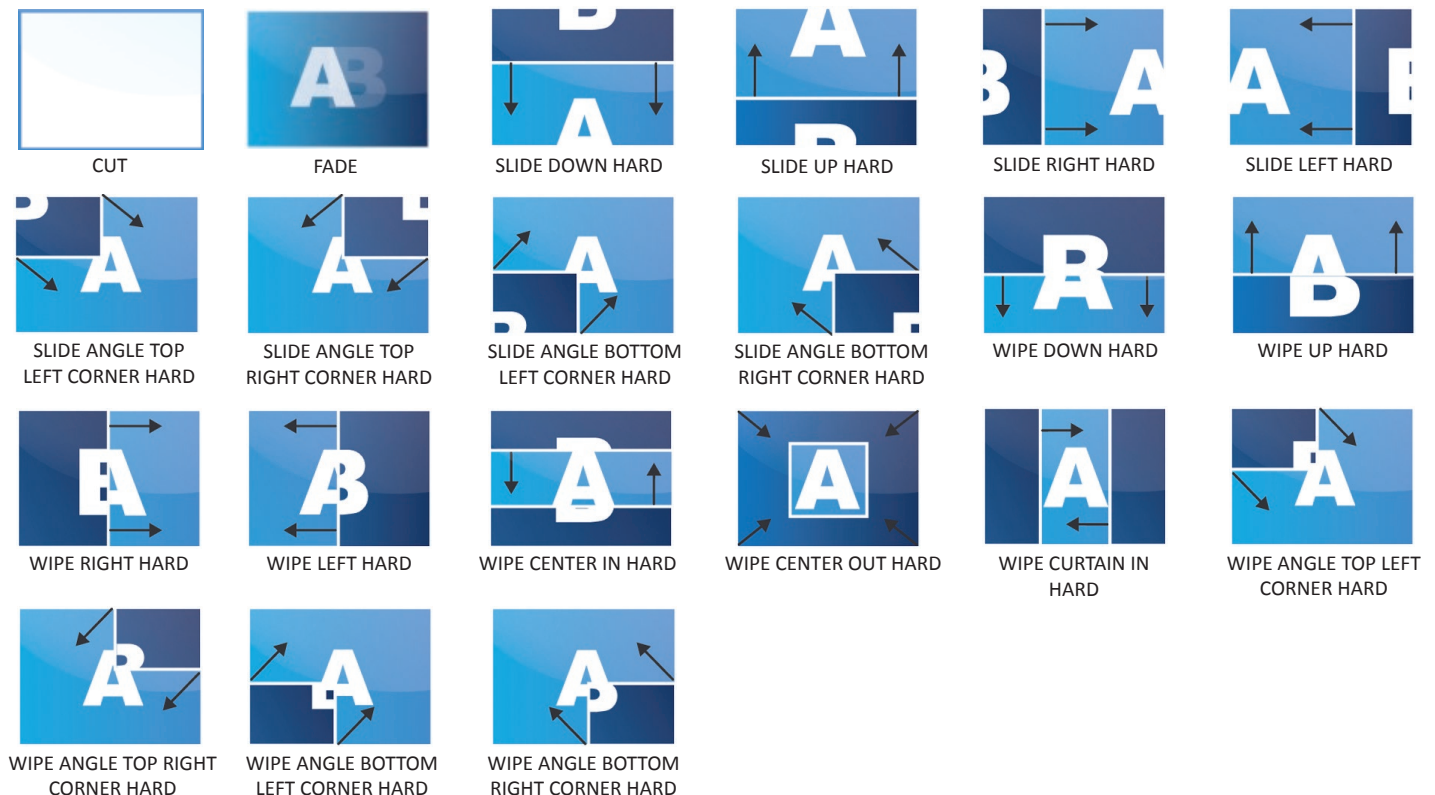 B
A B A A A A
B B B E
CUT FADE SLIDE DOWN HARD SLIDE UP HARD SLIDE RIGHT HARD SLIDE LEFT HARD
B E B A
A A A A A B
B E
SLIDE ANGLE TOP SLIDE ANGLE TOP SLIDE ANGLE BOTTOM SLIDE ANGLE BOTTOM WIPE DOWN HARD WIPE UP HARD
LEFT CORNER HARD RIGHT CORNER HARD LEFT CORNER HARD RIGHT CORNER HARD
B A A B B A A A B A
WIPE RIGHT HARD WIPE LEFT HARD WIPE CENTER IN HARD WIPE CENTER OUT HARD WIPE CURTAIN IN WIPE ANGLE TOP LEFT
HARD CORNER HARD
A B A B A B
WIPE ANGLE TOP RIGHT WIPE ANGLE BOTTOM WIPE ANGLE BOTTOM
CORNER HARD LEFT CORNER HARD RIGHT CORNER HARD